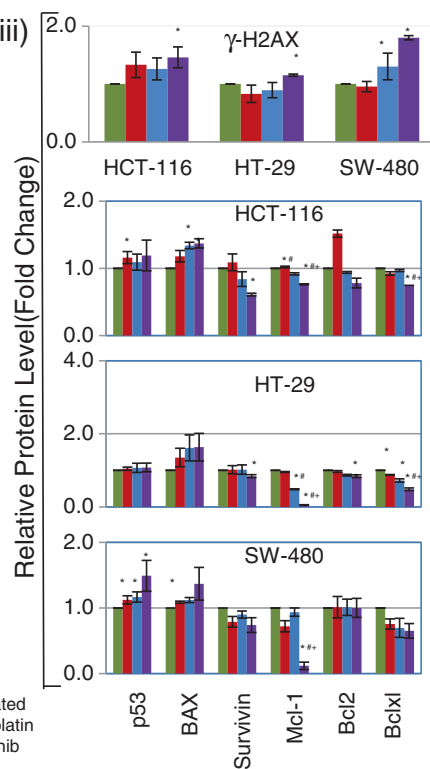 iii)
2.0
γ-H2AX
*
*
*
*
1.0
0.0
HCT-116 HT-29 SW-480
Relative Protein Level(Fold Change)
2.0
HCT-116
* * * *# *#+ *#+
1.0
0.0
4.0
HT-29
2.0
* * *# *#+ * * * *#+
0.0
2.0
SW-480
* * * * *#+
1.0
0.0
p53 BAX Survivin Mcl-1 Bcl2 Bclxl
ated
platin
nib